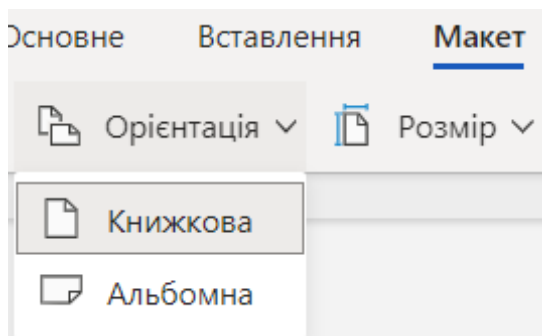 Основне Вставлення Макет
Орієнтація Розмір
Книжкова
Альбомна